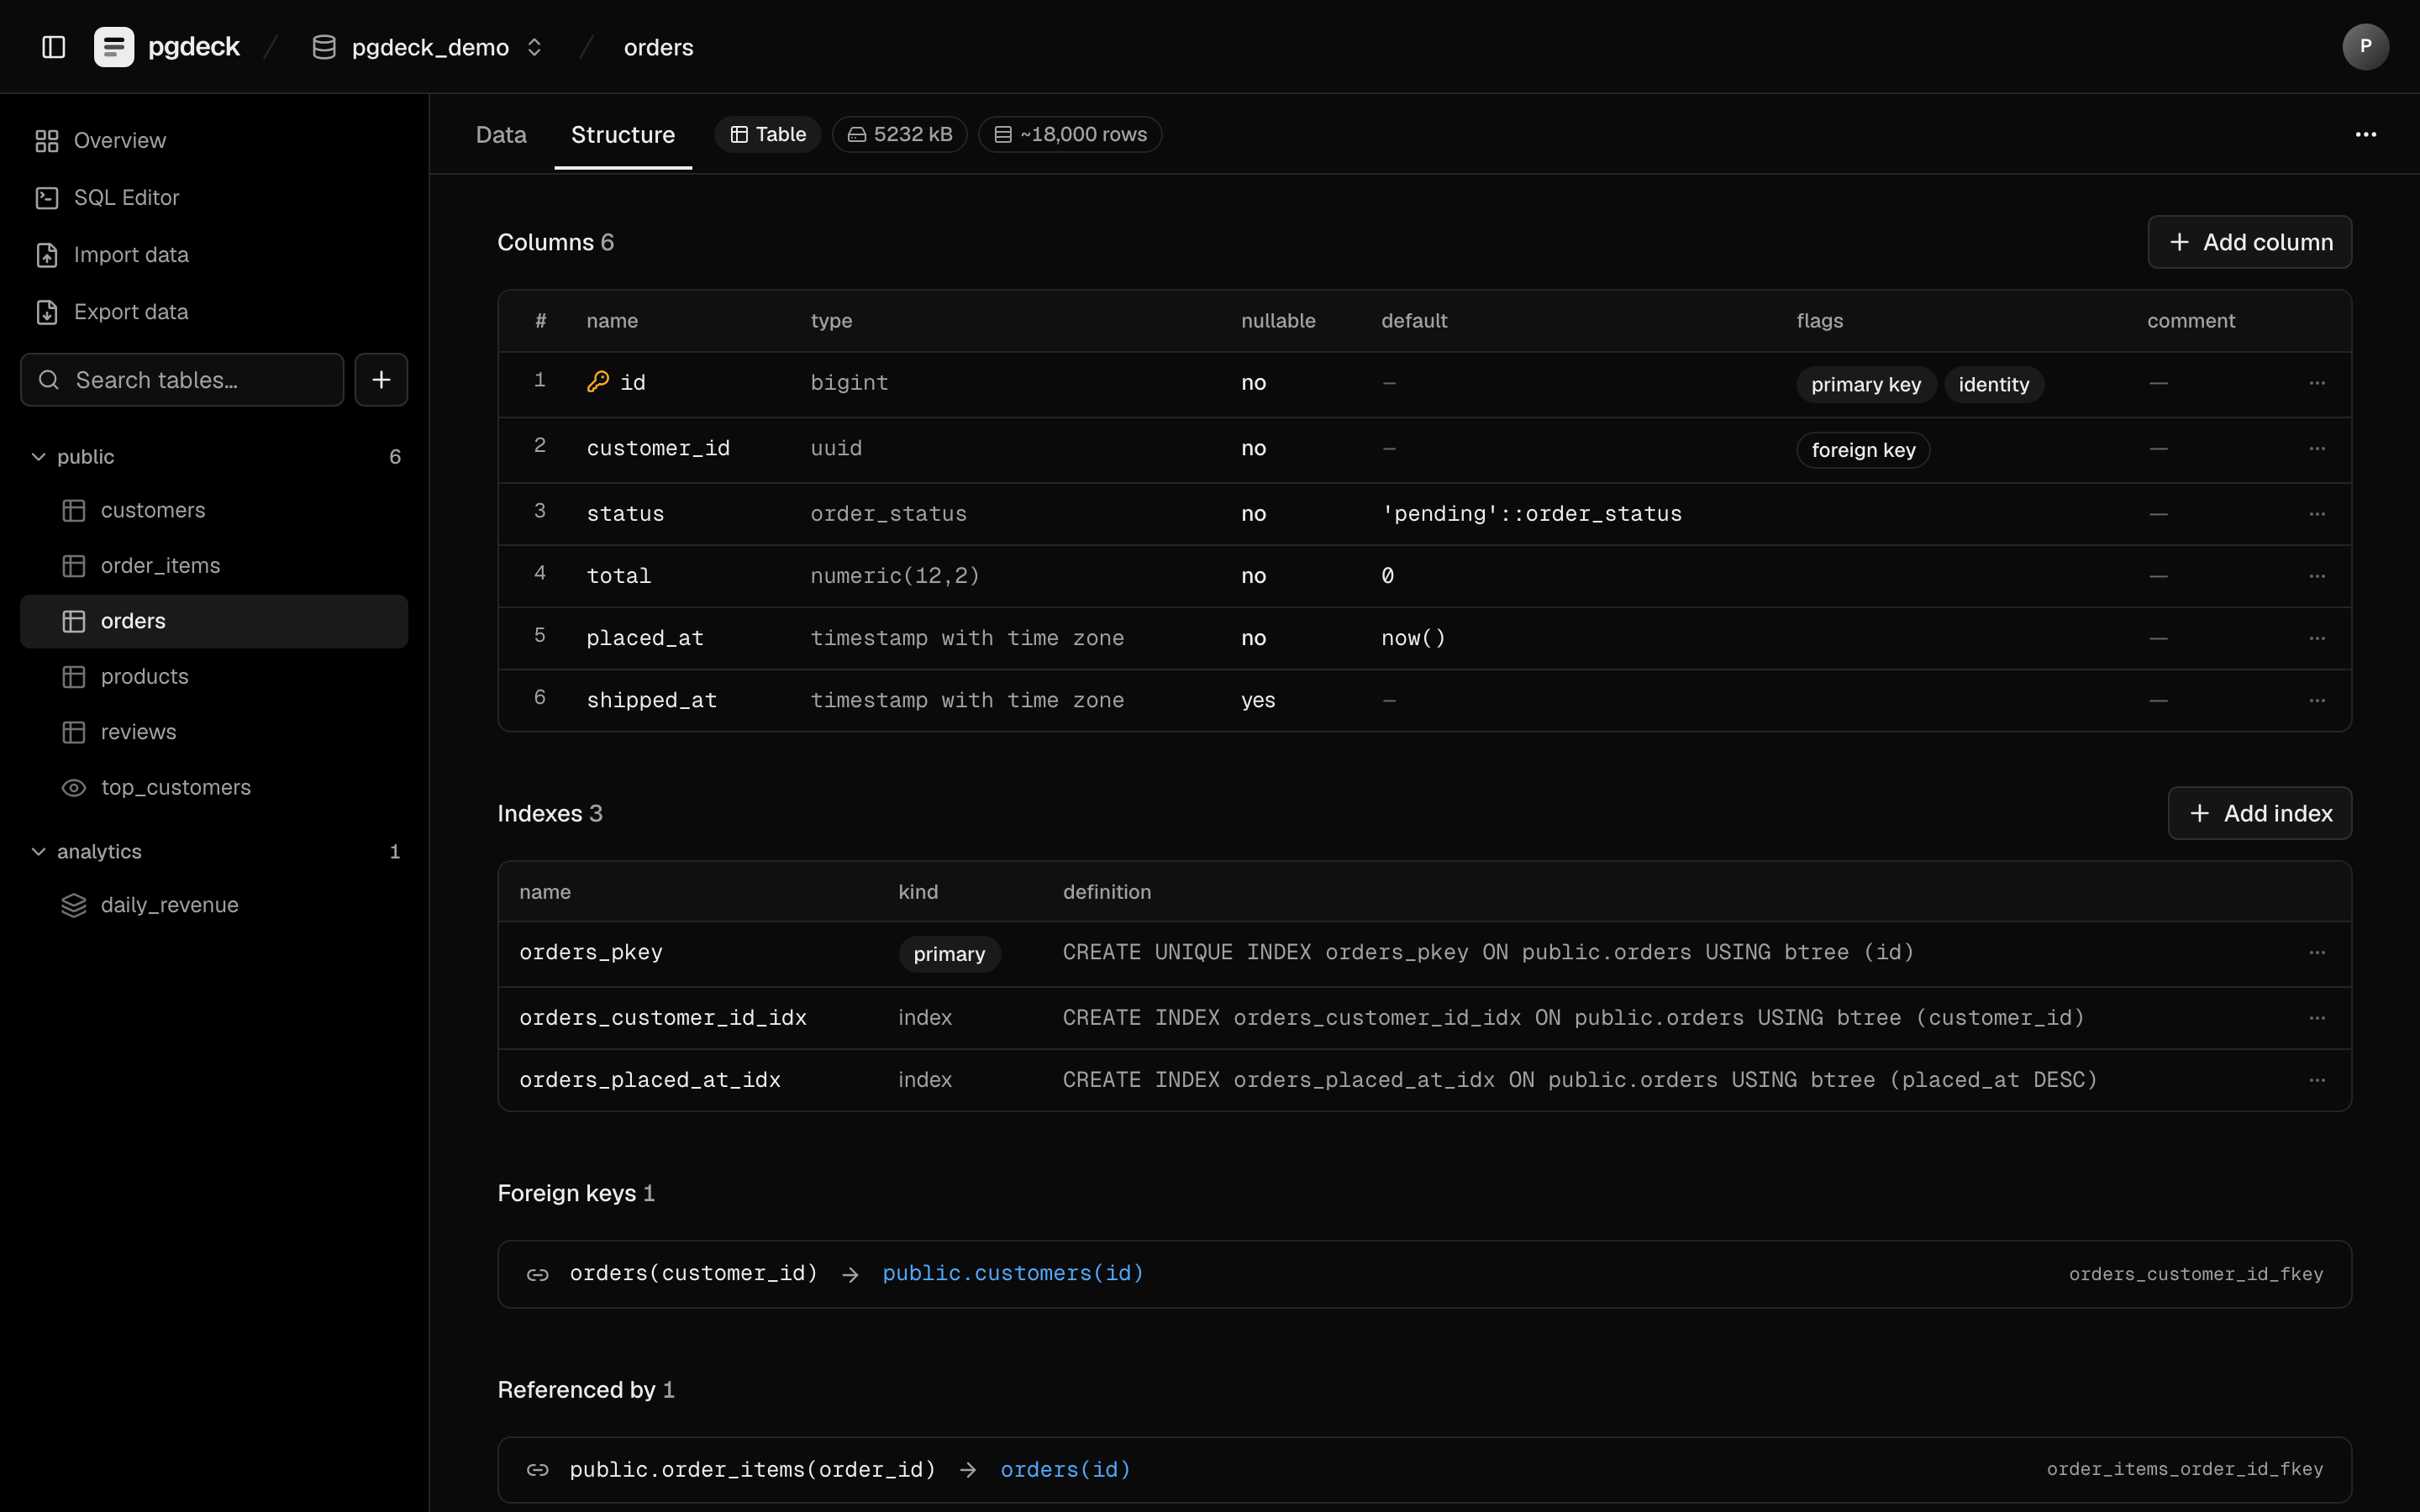 pgdeck / pgdeck_demo / orders P
Overview
SQL Editor
Import data
Export data
Search tables...
public 6
customers
order_items
orders
products
reviews
top_customers
analytics 1
daily_revenue
Data Structure Table 5232 kB ~18,000 rows
Columns 6 Add column
# name type nullable default flags comment
1 id bigint no — primary key identity —
2 customer_id uuid no — foreign key —
3 status order_status no 'pending'::order_status —
4 total numeric(12,2) no 0 —
5 placed_at timestamp with time zone no now() —
6 shipped_at timestamp with time zone yes — —
Indexes 3 Add index
name kind definition
orders_pkey primary CREATE UNIQUE INDEX orders_pkey ON public.orders USING btree (id)
orders_customer_id_idx index CREATE INDEX orders_customer_id_idx ON public.orders USING btree (customer_id)
orders_placed_at_idx index CREATE INDEX orders_placed_at_idx ON public.orders USING btree (placed_at DESC)
Foreign keys 1
orders(customer_id) → public.customers(id) orders_customer_id_fkey
Referenced by 1
public.order_items(order_id) → orders(id) order_items_order_id_fkey